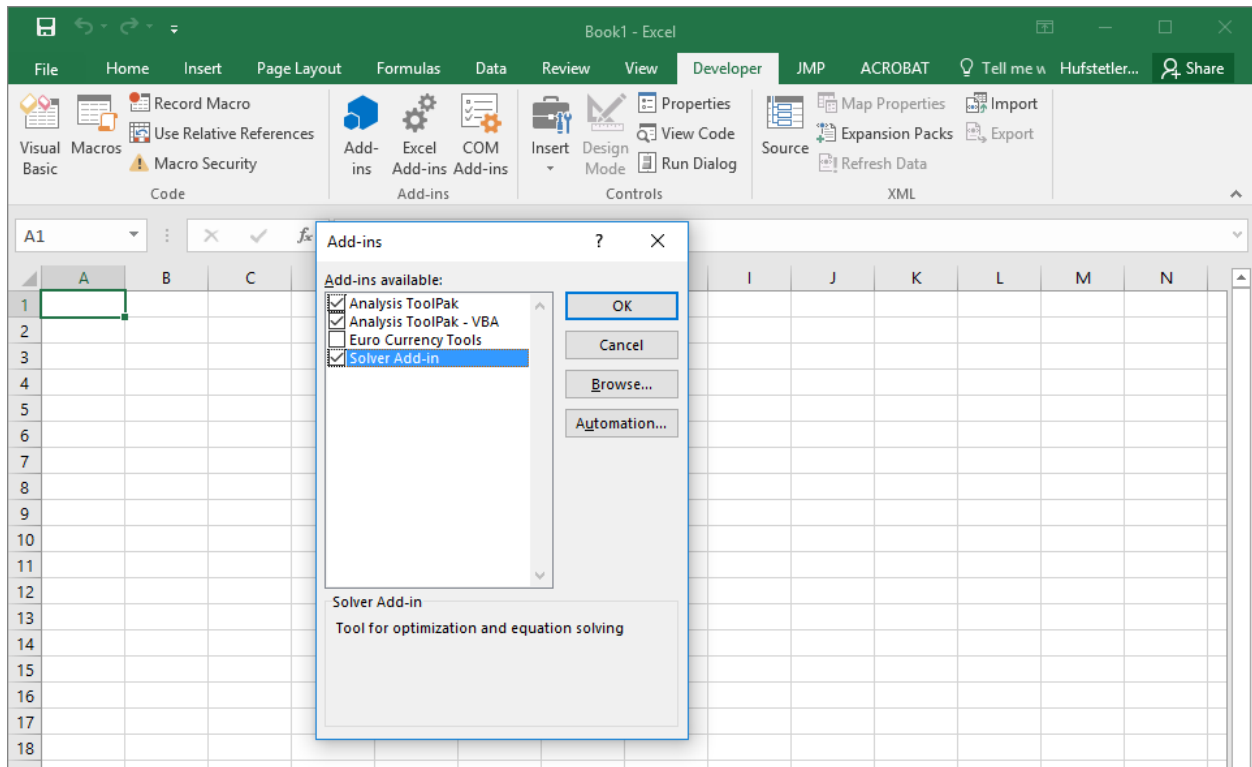 Book1 - Excel
File Home Insert Page Layout Formulas Data Review View Developer JMP ACROBAT Tell me w Hufstetler... Share
Visual Basic
Macros
Record Macro
Use Relative References
Macro Security
Code
Add-ins
Excel Add-ins
COM Add-ins
Add-ins
Insert
Design Mode
Properties
View Code
Run Dialog
Controls
Source
Map Properties
Expansion Packs
Refresh Data
Import
Export
XML
A1
fx
Add-ins ? 
Add-ins available:
Analysis ToolPak
Analysis ToolPak - VBA
Euro Currency Tools
Solver Add-in
OK
Cancel
Browse...
Automation...
Solver Add-in
Tool for optimization and equation solving
A B C I J K L M N
1
2
3
4
5
6
7
8
9
10
11
12
13
14
15
16
17
18